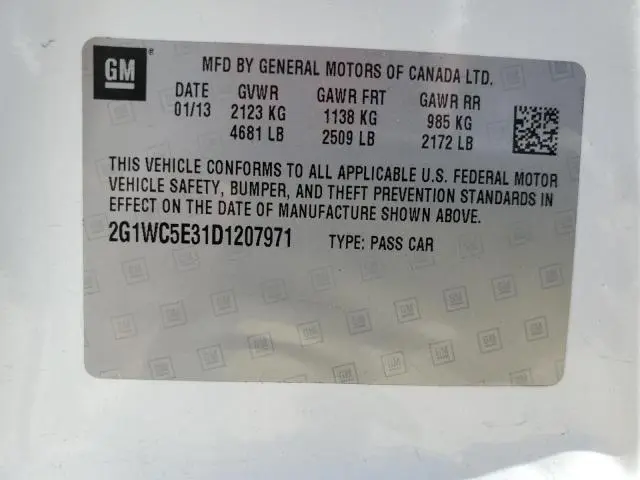 GM ® MFD BY GENERAL MOTORS OF CANADA LTD.
DATE GVWR GAWR FRT GAWR RR
01/13 2123 KG 1138 KG 985 KG
4681 LB 2509 LB 2172 LB
THIS VEHICLE CONFORMS TO ALL APPLICABLE U.S. FEDERAL MOTOR
VEHICLE SAFETY, BUMPER, AND THEFT PREVENTION STANDARDS IN
EFFECT ON THE DATE OF MANUFACTURE SHOWN ABOVE.
2G1WC5E31D1207971 TYPE: PASS CAR